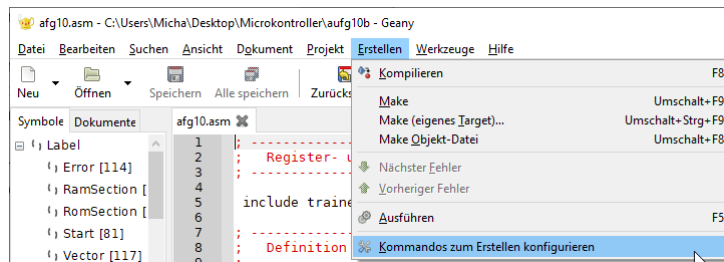 afg10.asm - C:\Users\Micha\Desktop\Mikrokontroller\aufg10b - Geany
Datei Bearbeiten Suchen Ansicht Dokument Projekt Erstellen Werkzeuge Hilfe
Neu Öffnen Speichern Alle speichern Zurücks
Kompilieren F8
Make Umschalt+F9
Make (eigenes Target)... Umschalt+Strg+F9
Make Objekt-Datei Umschalt+F8
Nächster Fehler
Vorheriger Fehler
Ausführen F5
Kommandos zum Erstellen konfigurieren
Symbole Dokumente afg10.asm
Label
Error [114]
RamSection [
RomSection [
Start [81]
Vector [117]
1 ; ------------
2 ; Register- u
3 ; ------------
4
5 include traine
6
7 ; ------------
8 ; Definition
9